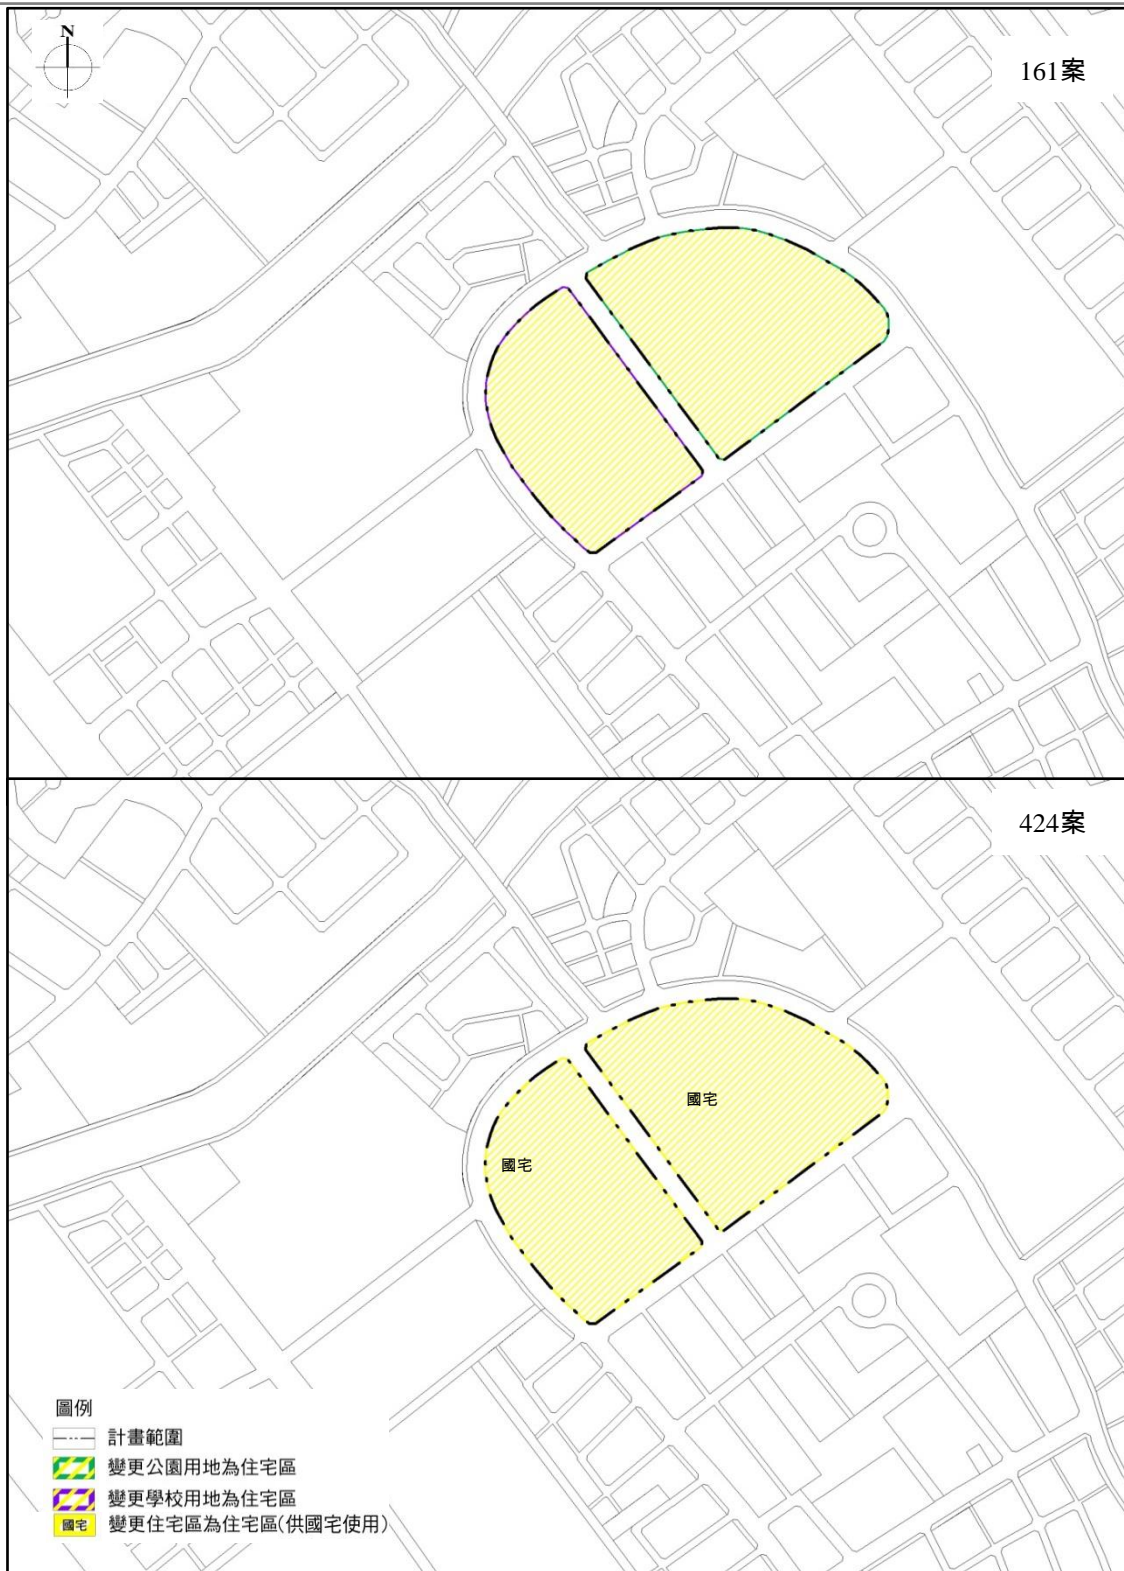 N
161案
424案
國宅
國宅
圖例
計畫範圍
變更公園用地為住宅區
變更學校用地為住宅區
國宅 變更住宅區為住宅區(供國宅使用)